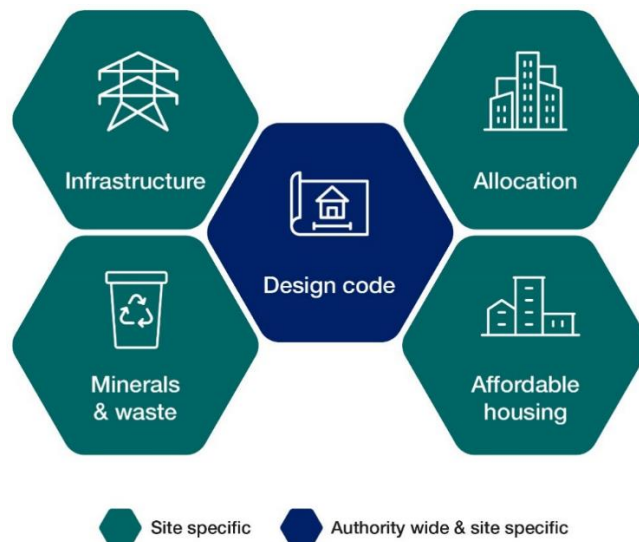 Infrastructure
Allocation
Design code
Minerals
& waste
Affordable
housing
Site specific
Authority wide & site specific